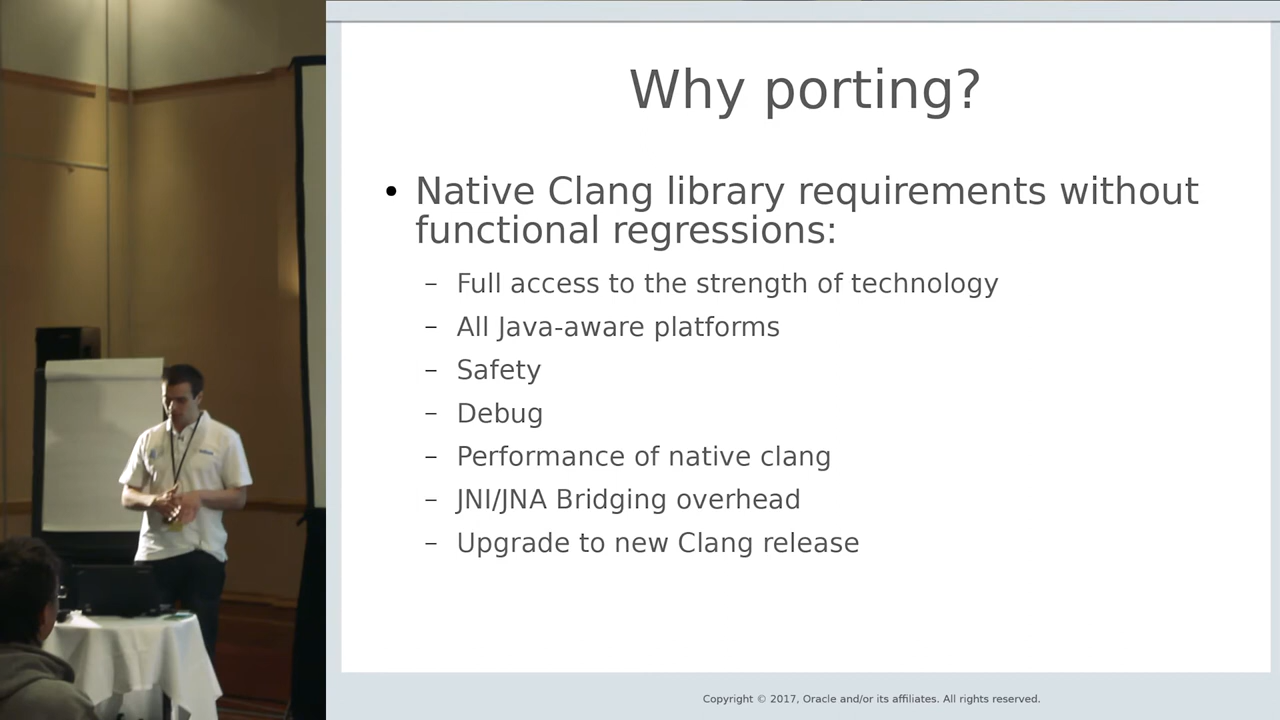 Why porting?
• Native Clang library requirements without
functional regressions:
– Full access to the strength of technology
– All Java-aware platforms
– Safety
– Debug
– Performance of native clang
– JNI/JNA Bridging overhead
– Upgrade to new Clang release
Copyright © 2017, Oracle and/or its affiliates. All rights reserved.